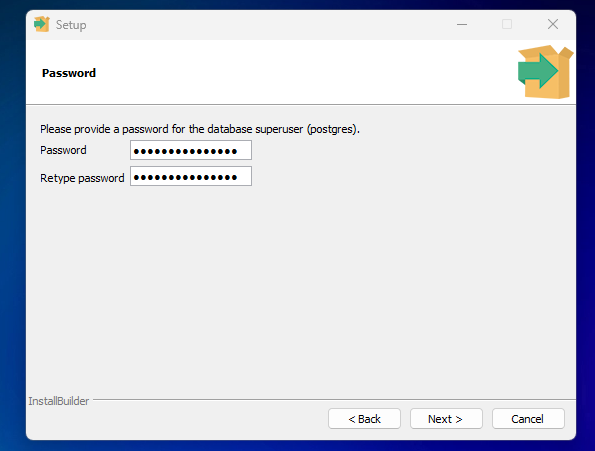 Setup
Password
Please provide a password for the database superuser (postgres).
Password ●●●●●●●●●●●●●●●
Retype password ●●●●●●●●●●●●●●●
InstallBuilder
< Back Next > Cancel